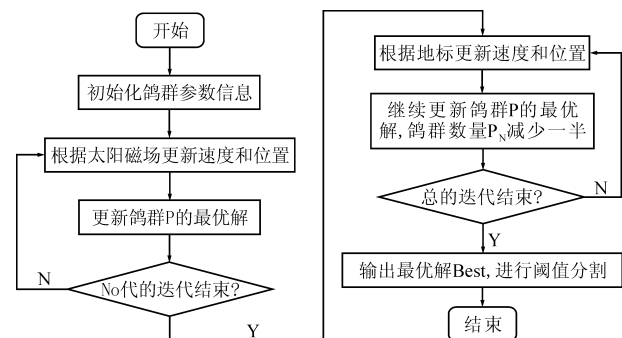 开始
初始化鸽群参数信息
根据太阳磁场更新速度和位置
更新鸽群P的最优解
No代的迭代结束?
N
Y
根据地标更新速度和位置
继续更新鸽群P的最优
解,鸽群数量PN减少一半
总的迭代结束?
N
Y
输出最优解Best,进行阈值分割
结束